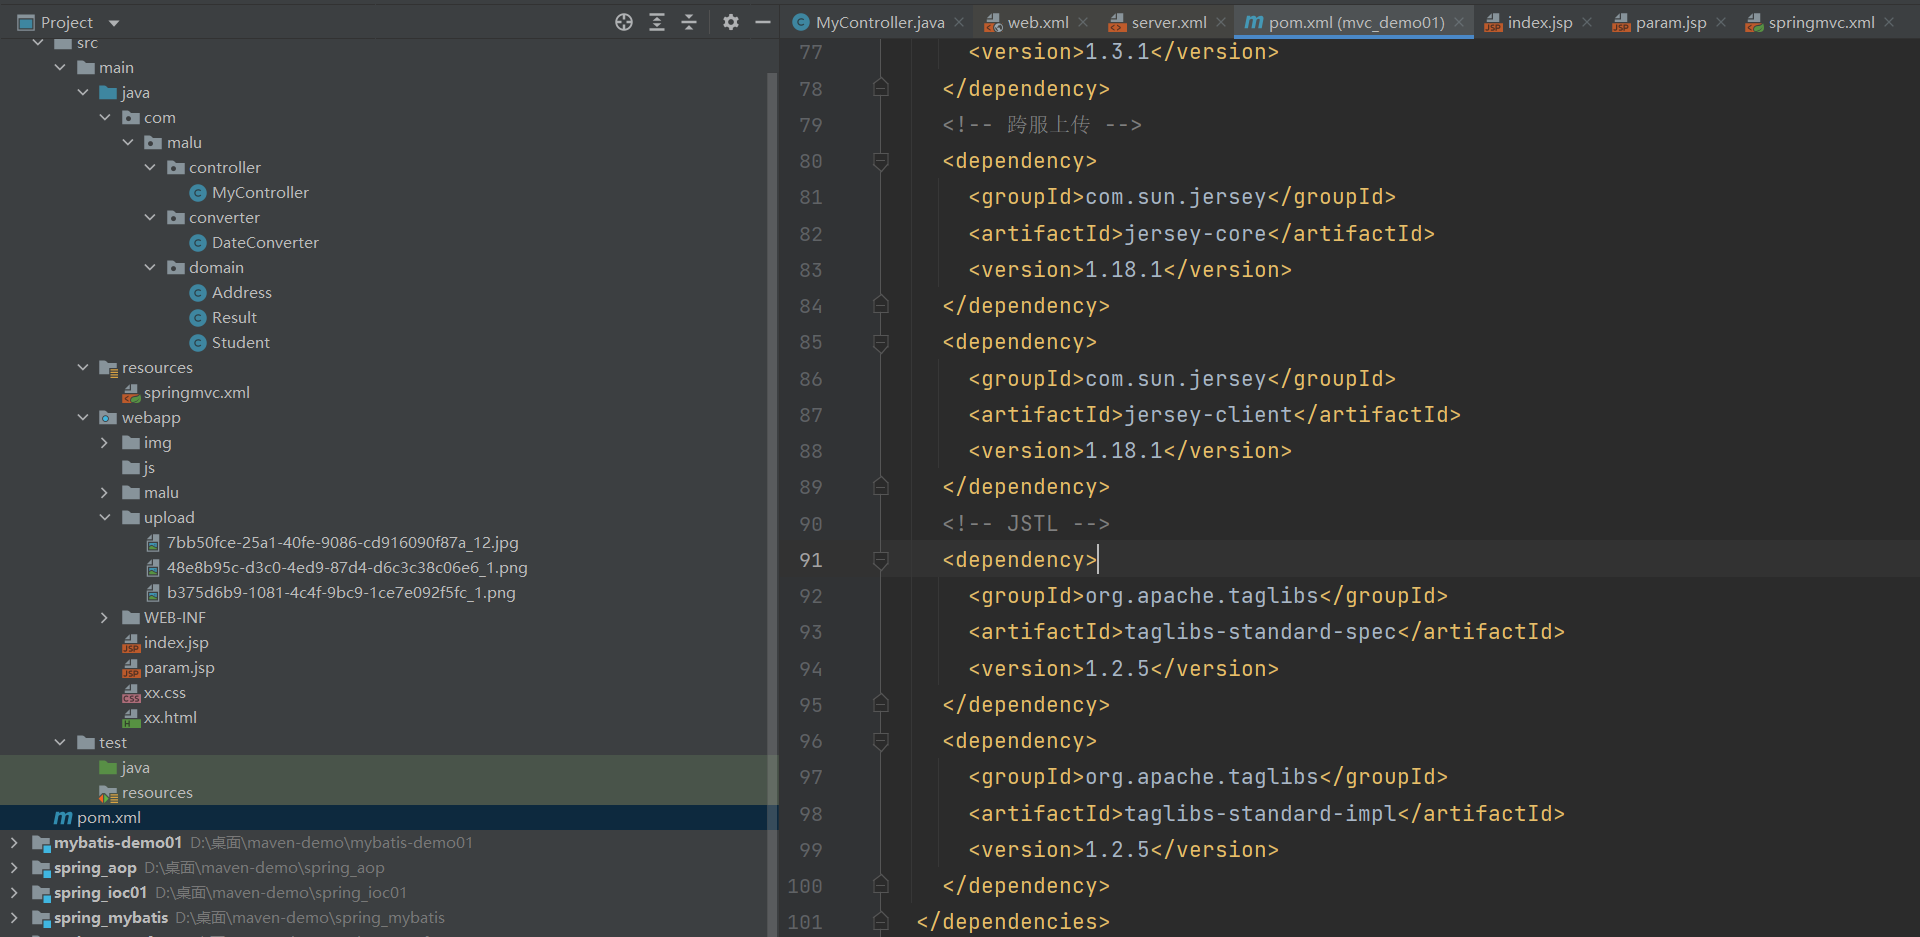 Project
MyController.java
web.xml
server.xml
pom.xml (mvc_demo01)
index.jsp
param.jsp
springmvc.xml
src
main
java
com
malu
controller
MyController
converter
DateConverter
domain
Address
Result
Student
resources
springmvc.xml
webapp
img
js
malu
upload
7bb50fce-25a1-40fe-9086-cd916090f87a_12.jpg
48e8b95c-d3c0-4ed9-87d4-d6c3c38c06e6_1.png
b375d6b9-1081-4c4f-9bc9-1ce7e092f5fc_1.png
WEB-INF
index.jsp
param.jsp
xx.css
xx.html
test
java
resources
pom.xml
mybatis-demo01 D:\桌面\maven-demo\mybatis-demo01
spring_aop D:\桌面\maven-demo\spring_aop
spring_ioc01 D:\桌面\maven-demo\spring_ioc01
spring_mybatis D:\桌面\maven-demo\spring_mybatis
77 <version>1.3.1</version>
78 </dependency>
79 <!-- 跨服上传 -->
80 <dependency>
81 <groupId>com.sun.jersey</groupId>
82 <artifactId>jersey-core</artifactId>
83 <version>1.18.1</version>
84 </dependency>
85 <dependency>
86 <groupId>com.sun.jersey</groupId>
87 <artifactId>jersey-client</artifactId>
88 <version>1.18.1</version>
89 </dependency>
90 <!-- JSTL -->
91 <dependency>
92 <groupId>org.apache.taglibs</groupId>
93 <artifactId>taglibs-standard-spec</artifactId>
94 <version>1.2.5</version>
95 </dependency>
96 <dependency>
97 <groupId>org.apache.taglibs</groupId>
98 <artifactId>taglibs-standard-impl</artifactId>
99 <version>1.2.5</version>
100 </dependency>
101 </dependencies>